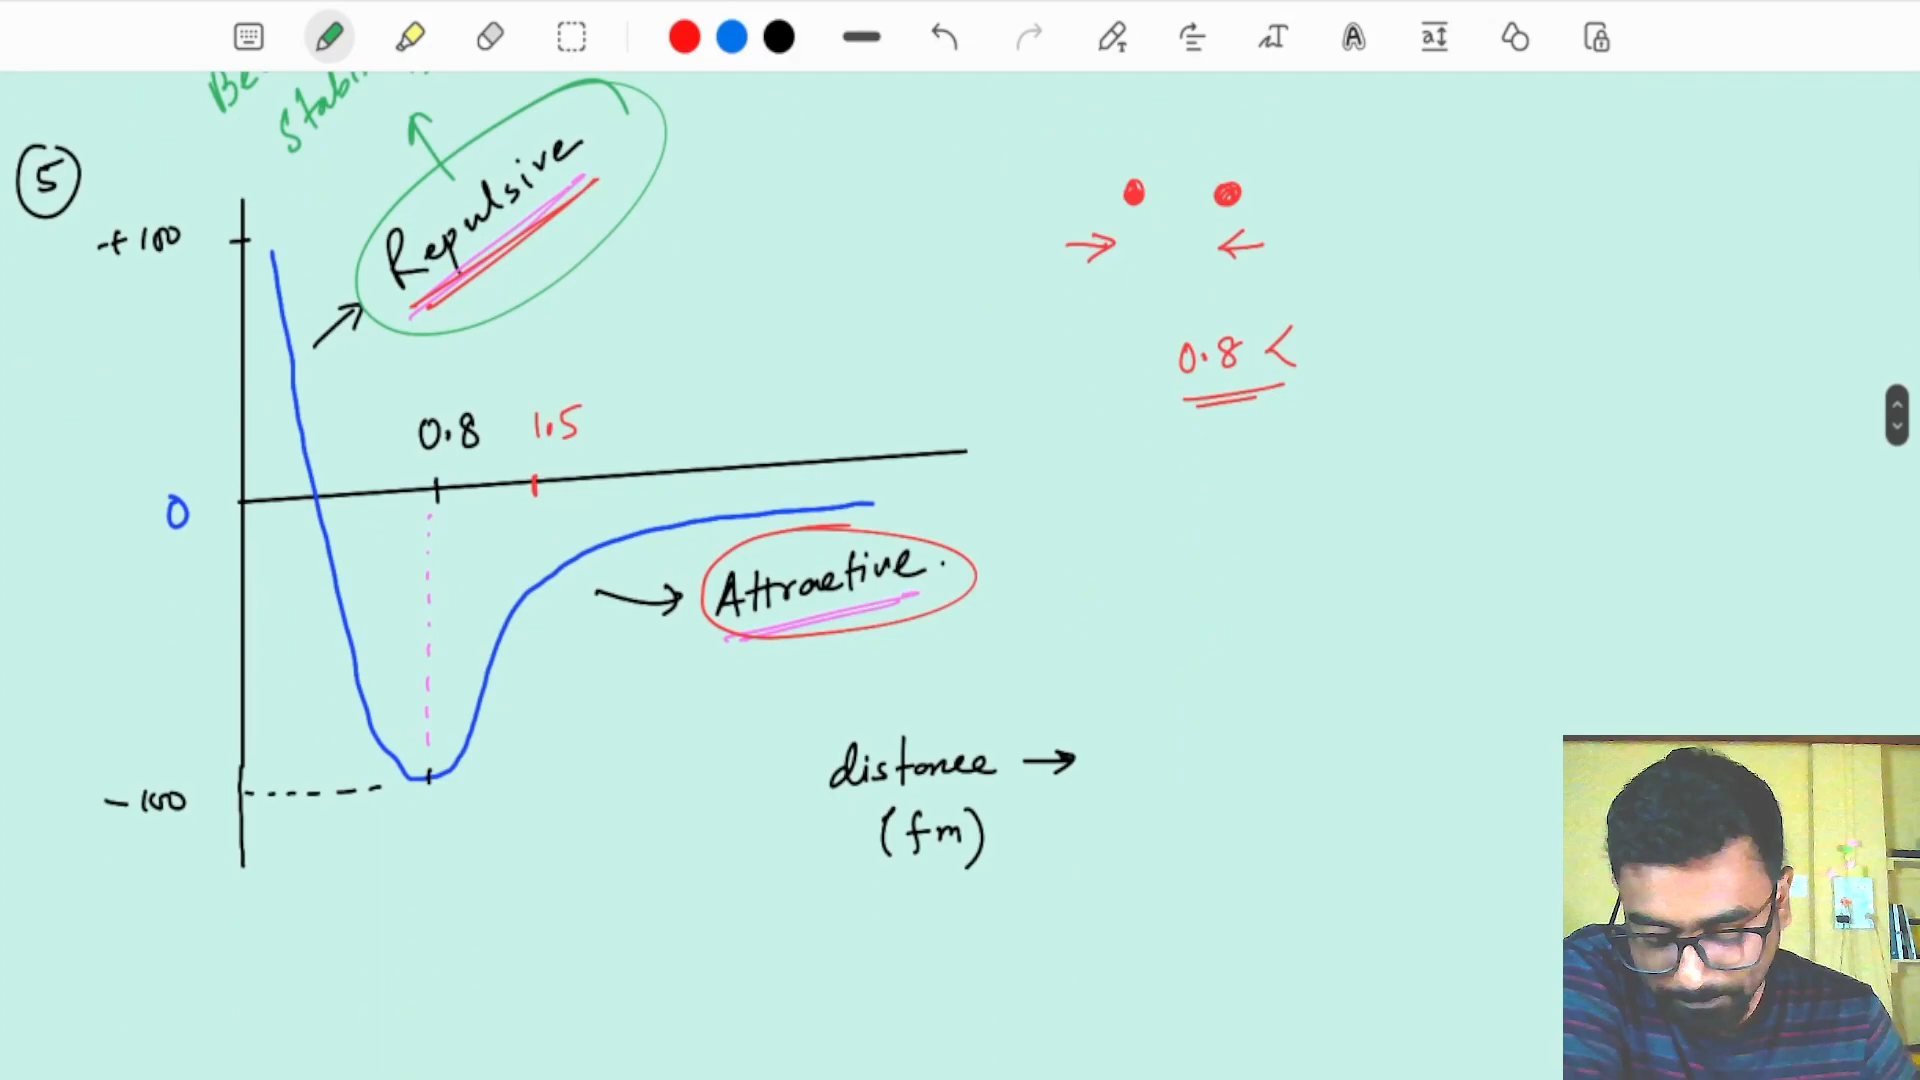 5
Repulsive
+100
0.8 <
0.8 1.5
0
Attractive.
distance →
(fm)
-100